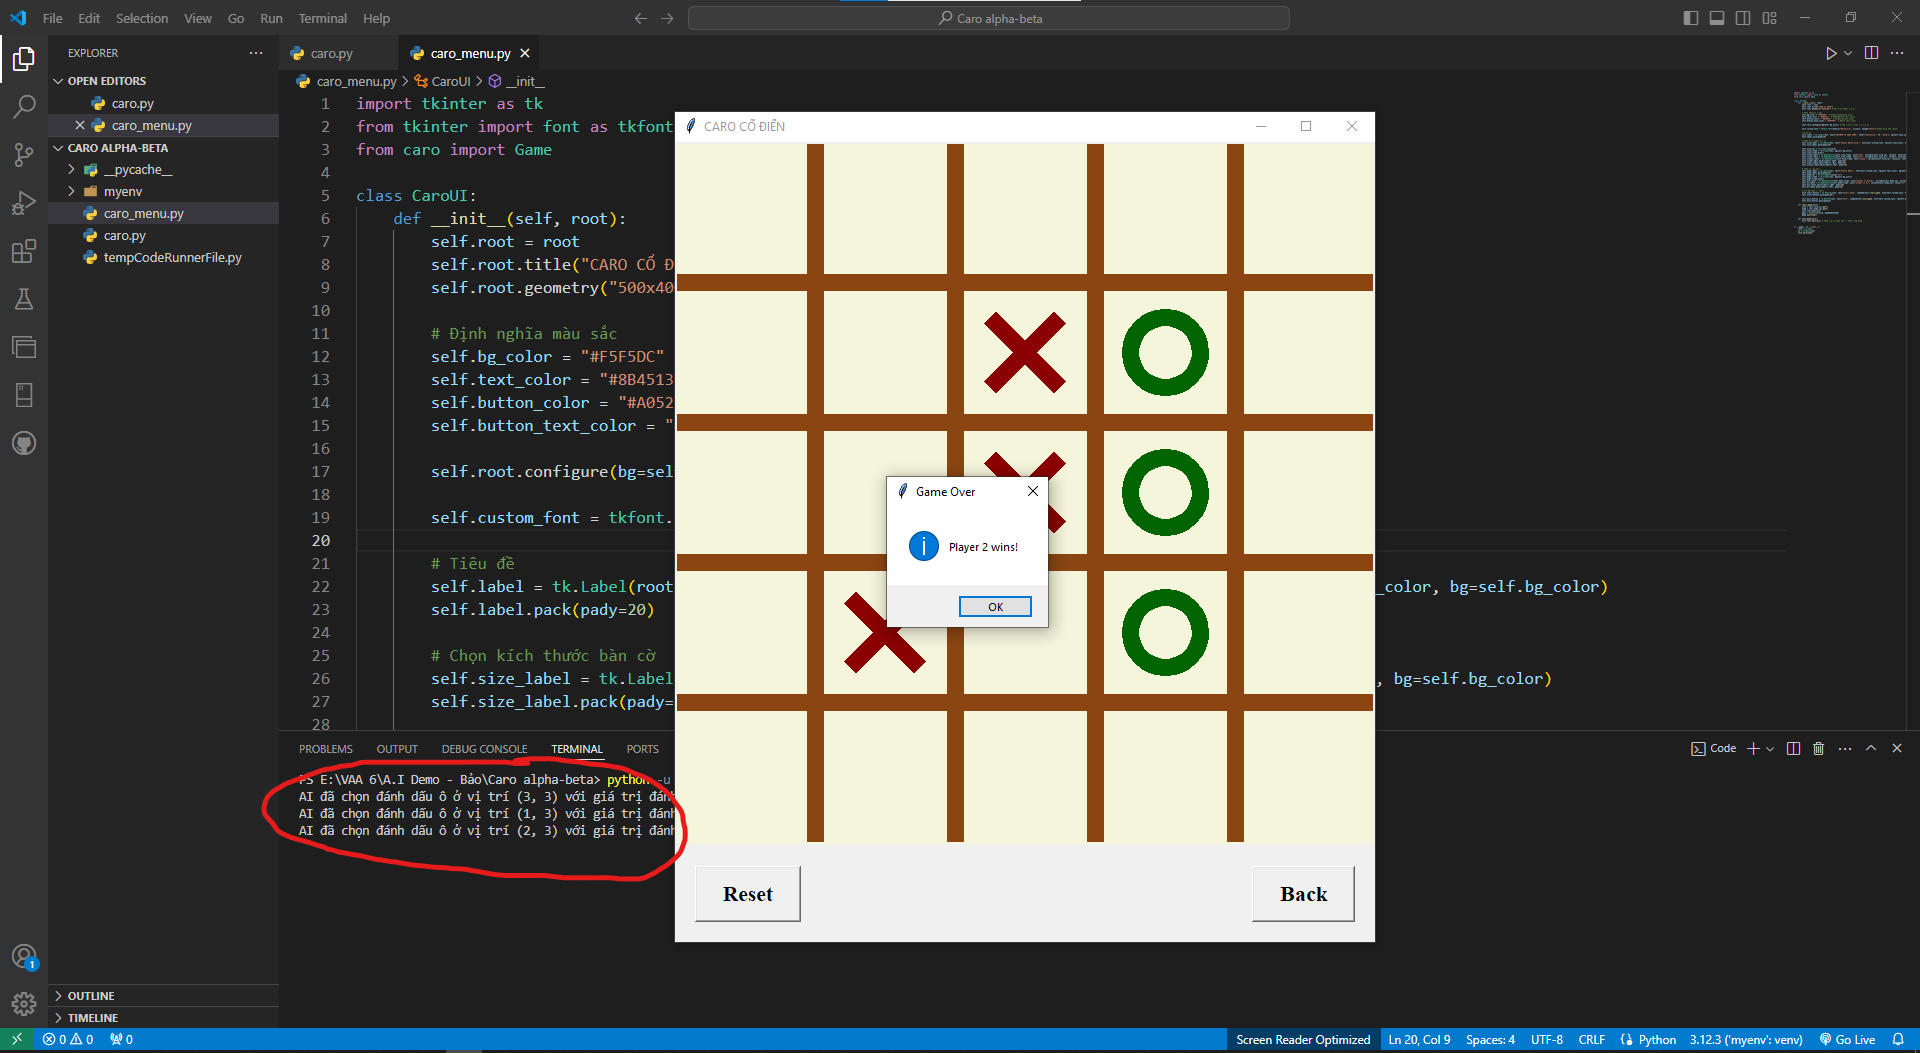 File Edit Selection View Go Run Terminal Help
Caro alpha-beta
EXPLORER
OPEN EDITORS
caro.py
caro_menu.py
CARO ALPHA-BETA
__pycache__
myenv
caro_menu.py
caro.py
tempCodeRunnerFile.py
OUTLINE
TIMELINE
caro.py
caro_menu.py
caro_menu.py > CaroUI > __init__
1 import tkinter as tk
2 from tkinter import font as tkfont
3 from caro import Game
4
5 class CaroUI:
6 def __init__(self, root):
7 self.root = root
8 self.root.title("CARO CỔ Đ
9 self.root.geometry("500x40
10
11 # Định nghĩa màu sắc
12 self.bg_color = "#F5F5DC"
13 self.text_color = "#8B4513
14 self.button_color = "#A052
15 self.button_text_color = "
16
17 self.root.configure(bg=sel
18
19 self.custom_font = tkfont.
20
21 # Tiêu đề
22 self.label = tk.Label(root _color, bg=self.bg_color)
23 self.label.pack(pady=20)
24
25 # Chọn kích thước bàn cờ
26 self.size_label = tk.Label , bg=self.bg_color)
27 self.size_label.pack(pady=
28
CARO CỔ ĐIỂN
Game Over
Player 2 wins!
OK
Reset
Back
PROBLEMS OUTPUT DEBUG CONSOLE TERMINAL PORTS
Code
PS E:\VAA 6\A.I Demo - Bảo\Caro alpha-beta> python -u
AI đã chọn đánh dấu ô ở vị trí (3, 3) với giá trị đánh
AI đã chọn đánh dấu ô ở vị trí (1, 3) với giá trị đánh
AI đã chọn đánh dấu ô ở vị trí (2, 3) với giá trị đánh
1
0 0 0
Screen Reader Optimized Ln 20, Col 9 Spaces: 4 UTF-8 CRLF Python 3.12.3 ('myenv': venv) Go Live